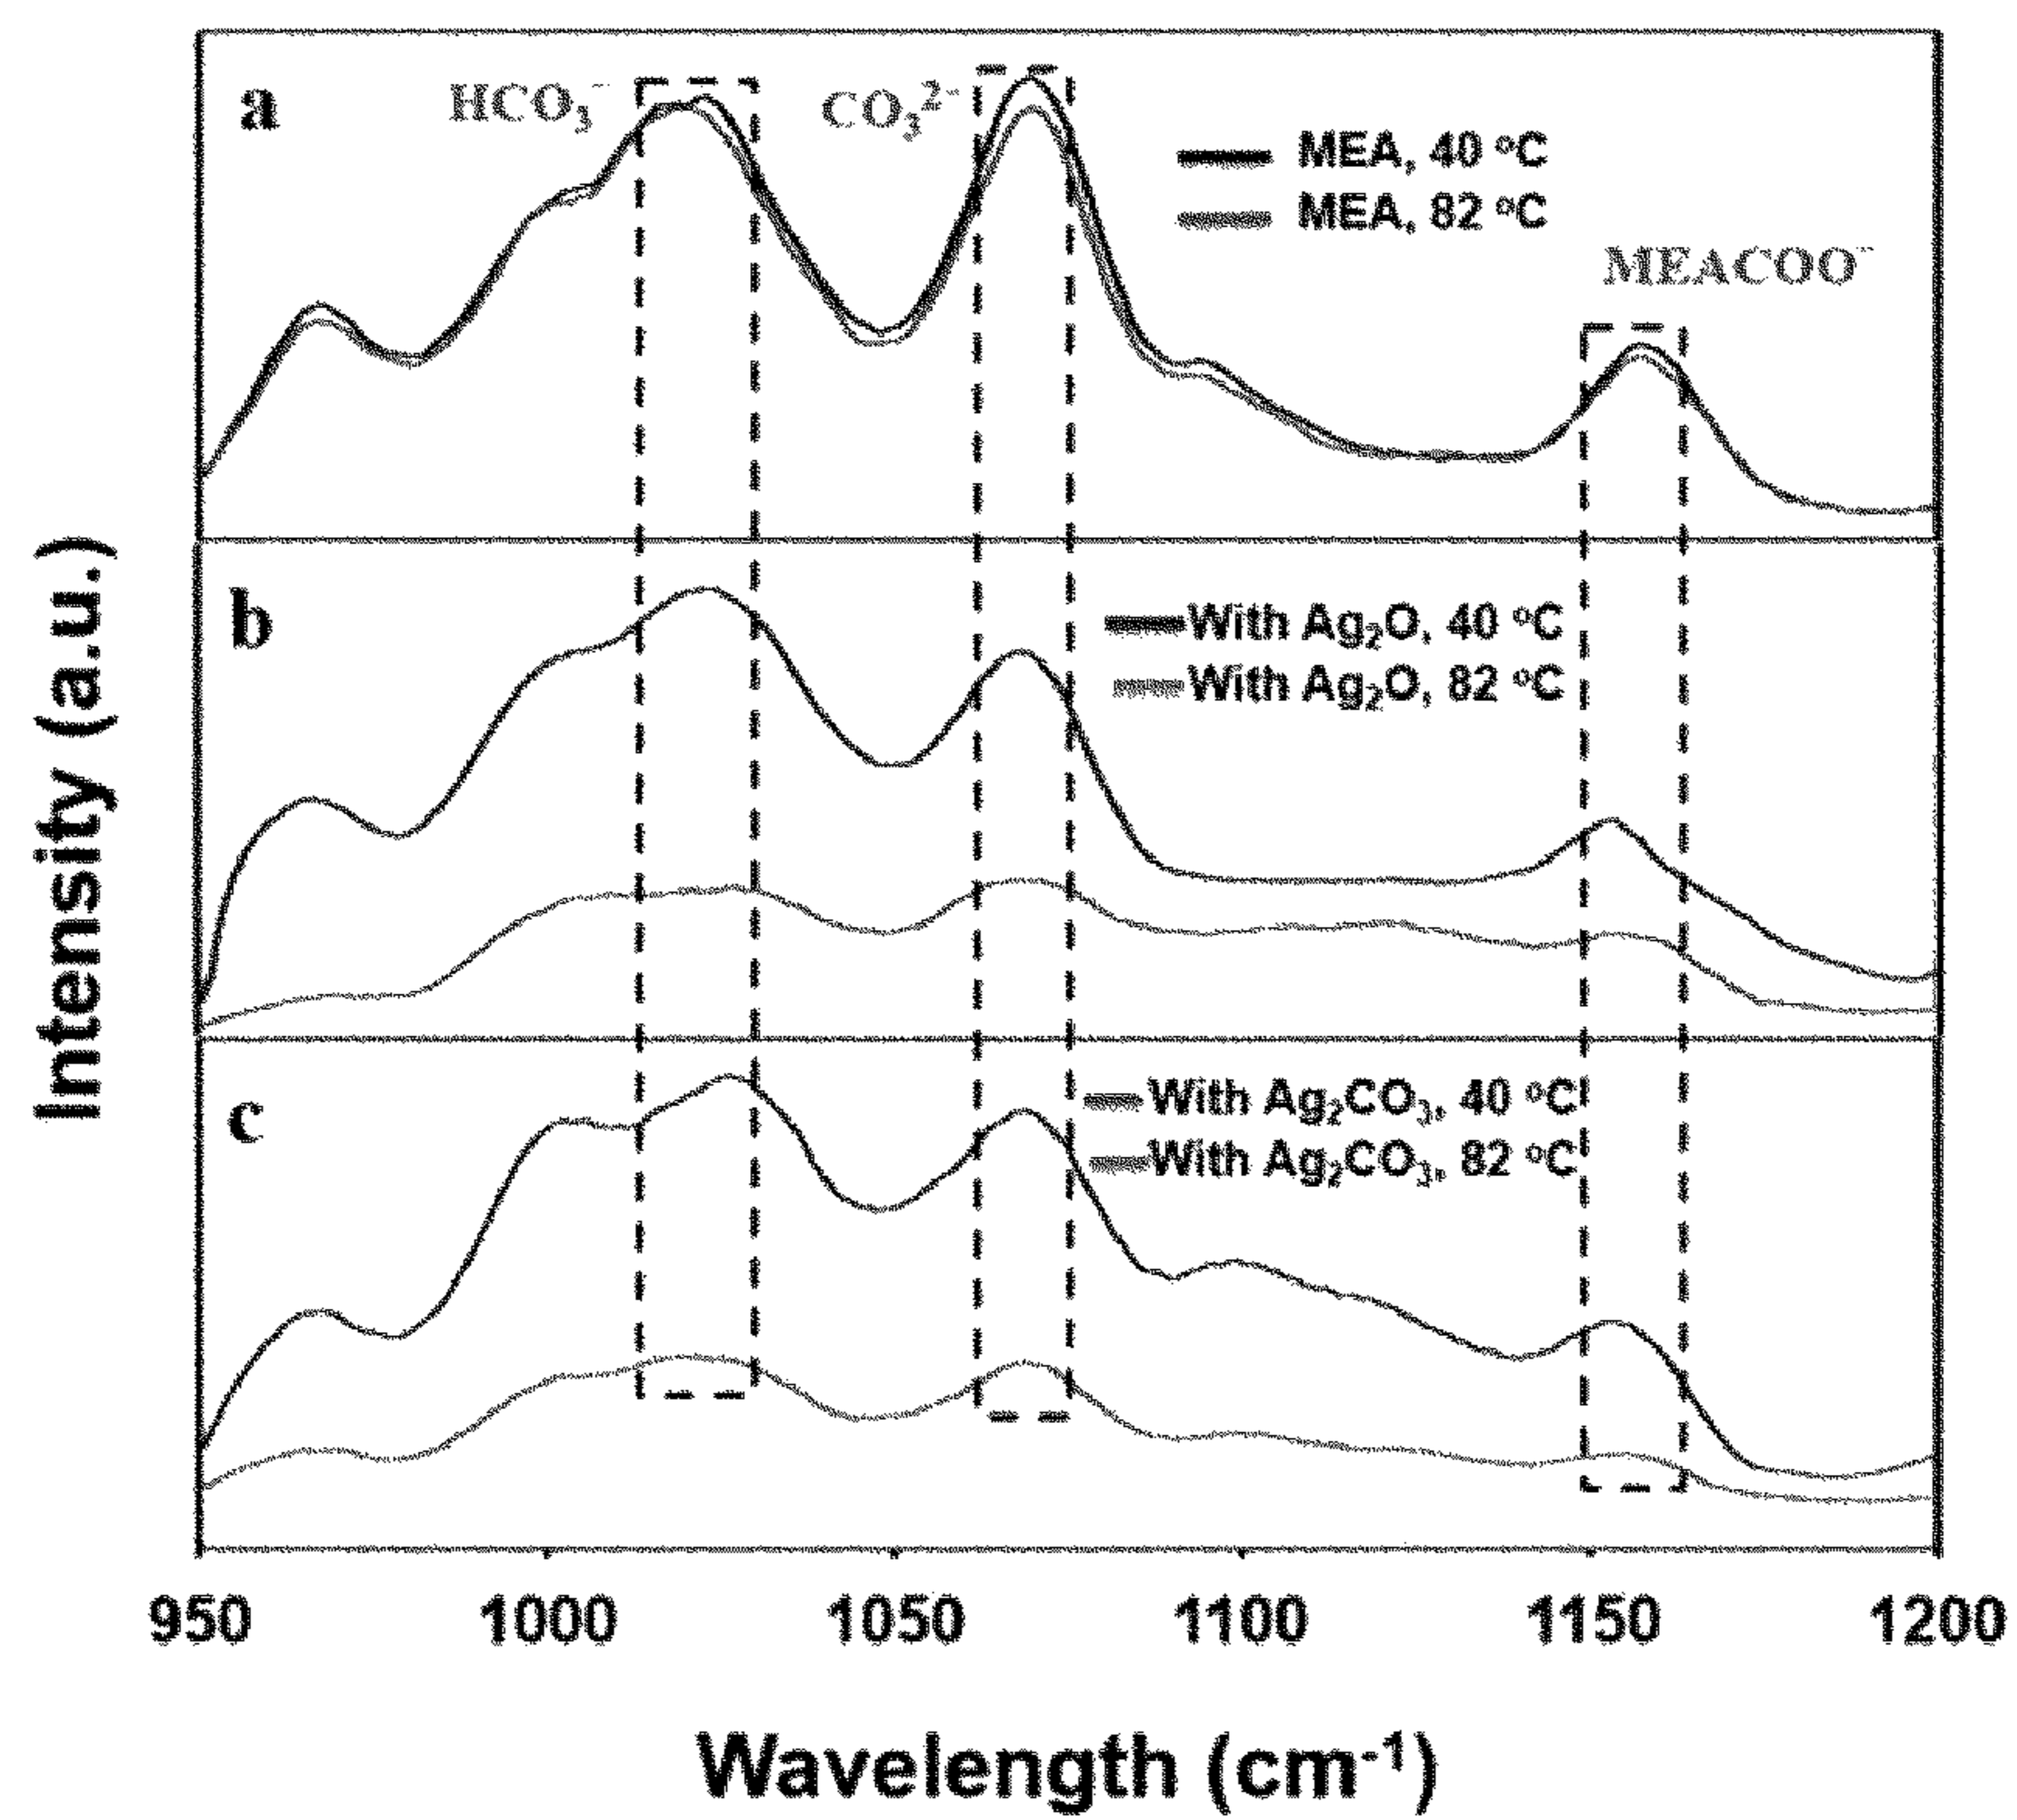 a
HCO₃⁻
CO₃²⁻
MEA, 40 °C
MEA, 82 °C
MEACOO⁻
b
With Ag₂O, 40 °C
With Ag₂O, 82 °C
c
With Ag₂CO₃, 40 °C
With Ag₂CO₃, 82 °C
Intensity (a.u.)
950 1000 1050 1100 1150 1200
Wavelength (cm⁻¹)